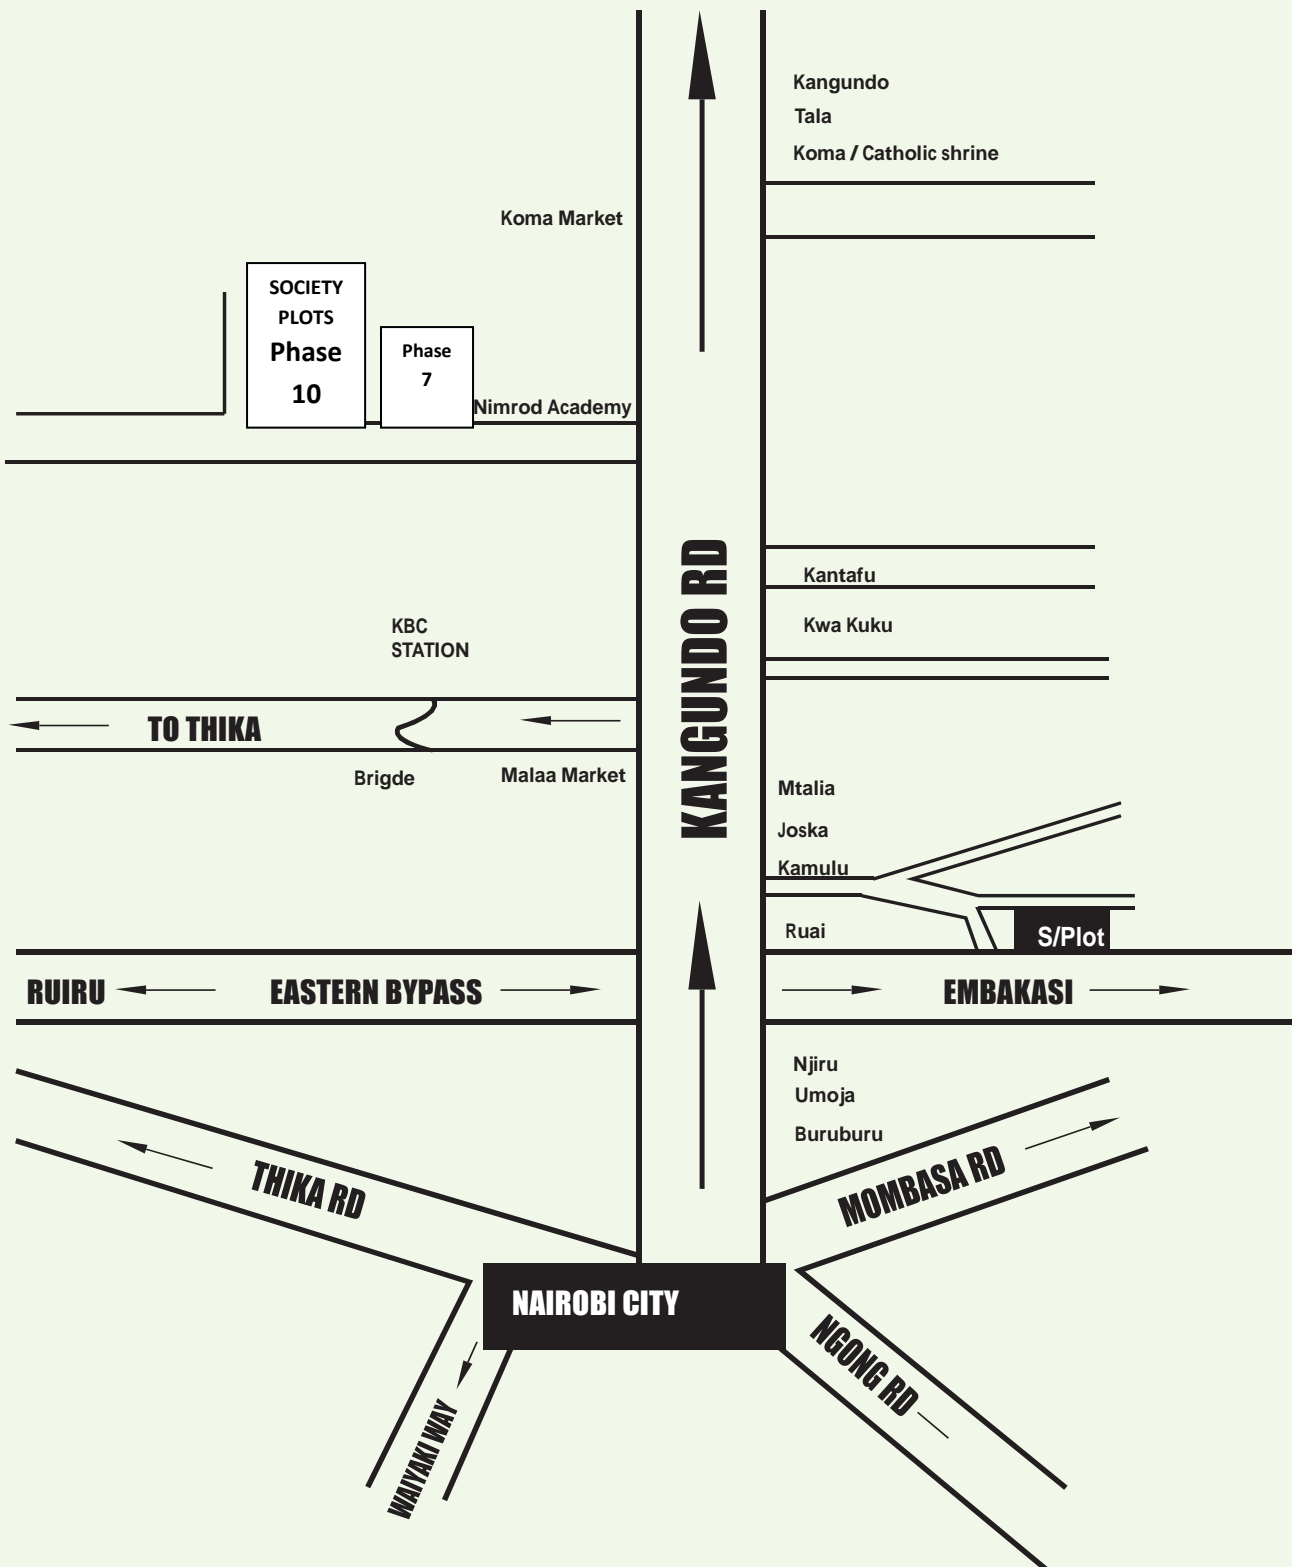 Kangundo
Tala
Koma / Catholic shrine
Koma Market
SOCIETY
PLOTS
Phase
10
Phase
7
Nimrod Academy
KANGUNDO RD
Kantafu
Kwa Kuku
KBC
STATION
TO THIKA
Brigde
Malaa Market
Mtalia
Joska
Kamulu
Ruai
S/Plot
RUIRU
EASTERN BYPASS
EMBAKASI
Njiru
Umoja
Buruburu
THIKA RD
MOMBASA RD
NAIROBI CITY
NGONG RD
WAIYAKI WAY